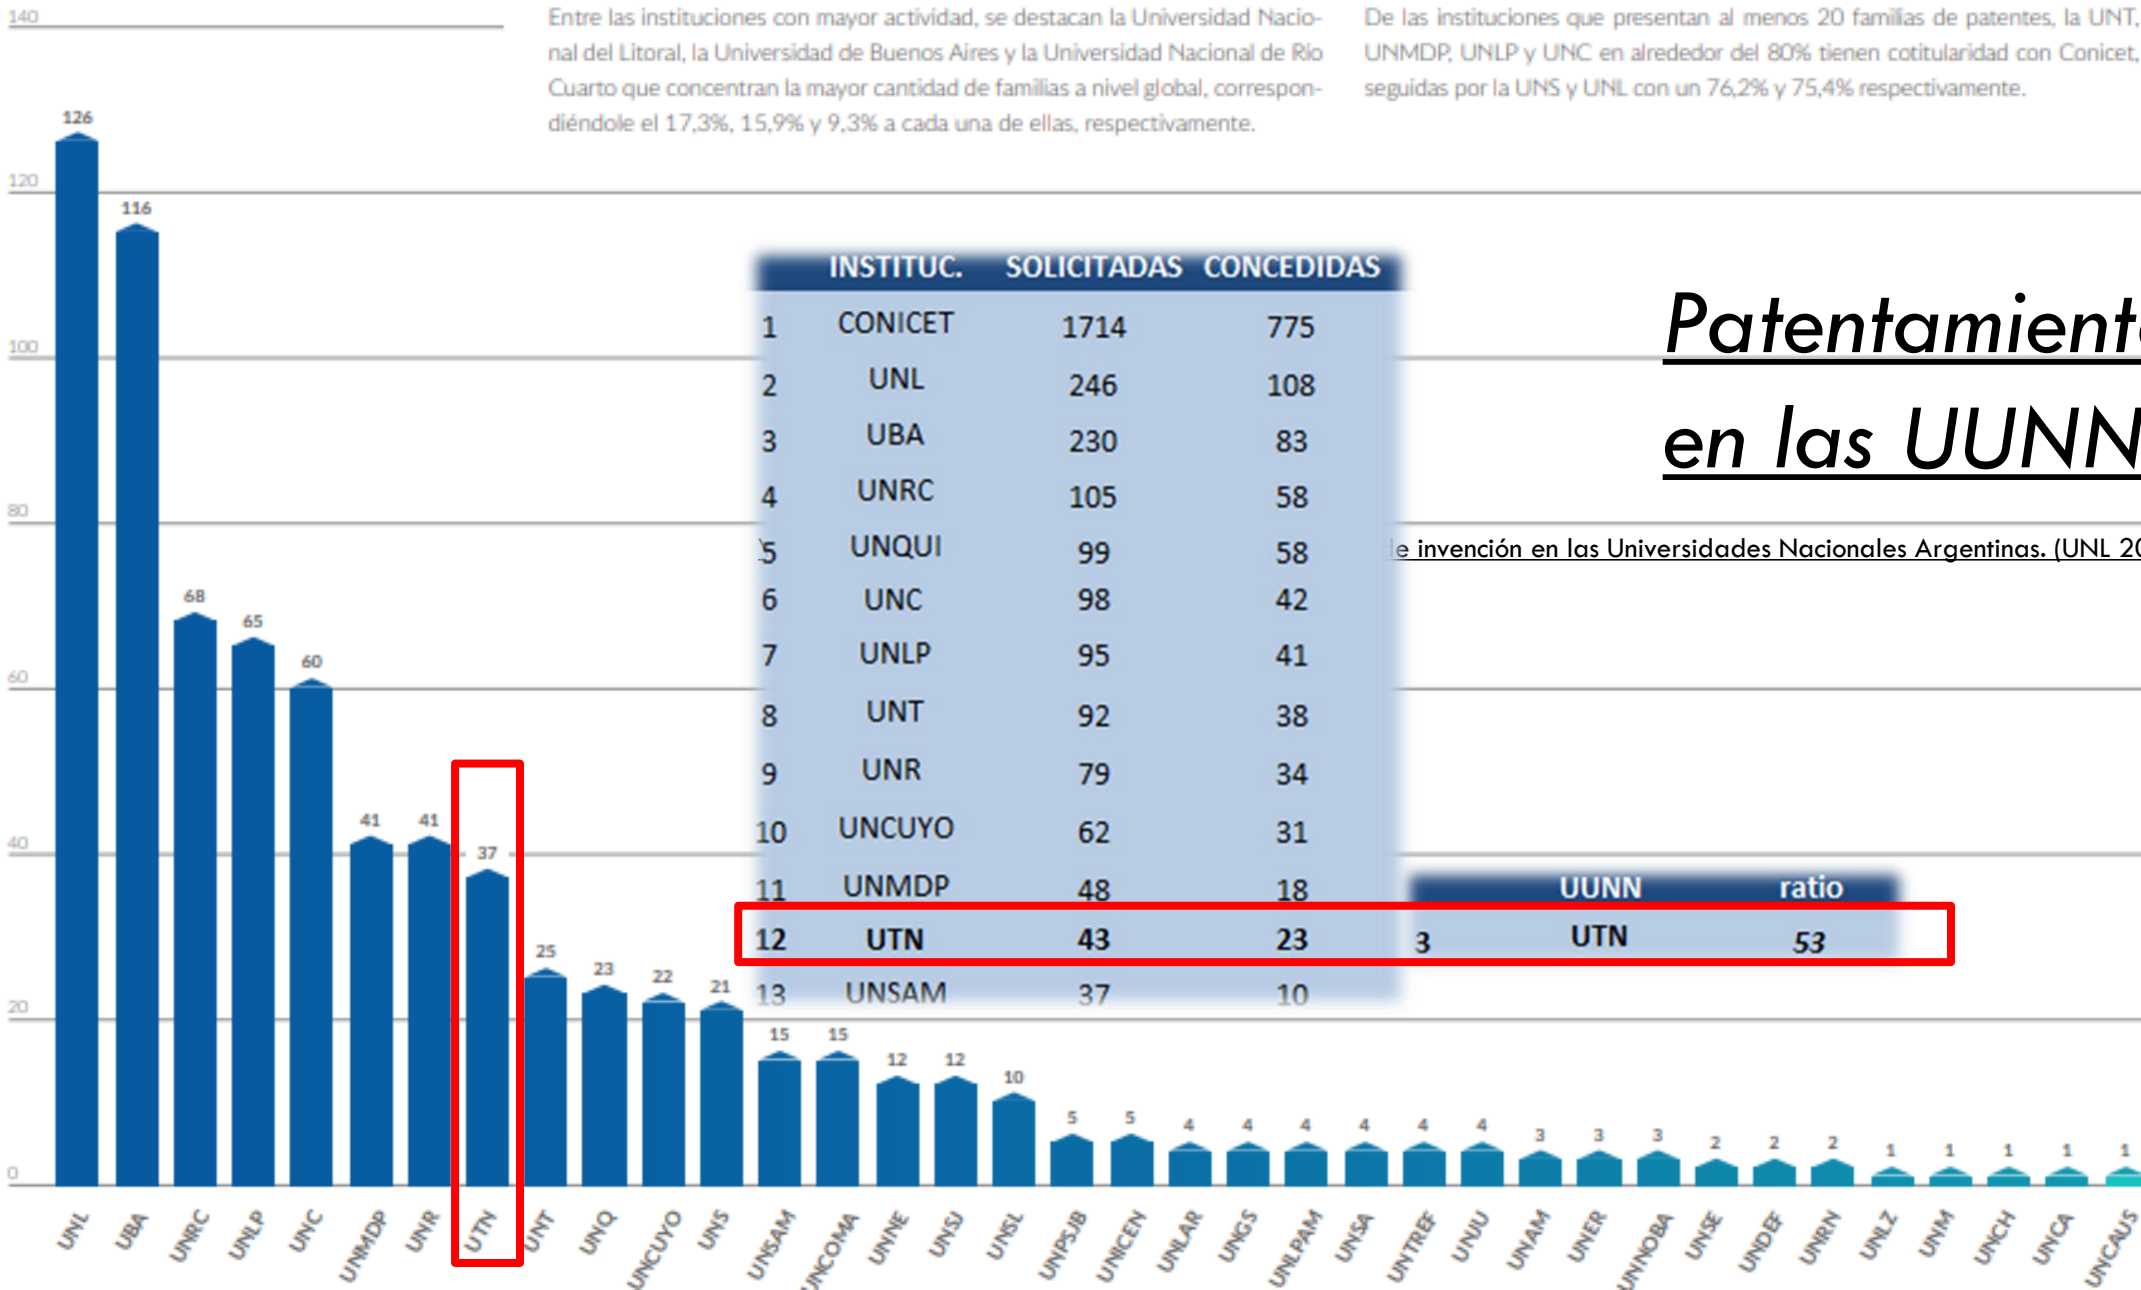 Entre las instituciones con mayor actividad, se destacan la Universidad Nacio-
nal del Litoral, la Universidad de Buenos Aires y la Universidad Nacional de Río
Cuarto que concentran la mayor cantidad de familias a nivel global, correspon-
diéndole el 17,3%, 15,9% y 9,3% a cada una de ellas, respectivamente.
De las instituciones que presentan al menos 20 familias de patentes, la UNT,
UNMDP, UNLP y UNC en alrededor del 80% tienen cotitularidad con Conicet,
seguidas por la UNS y UNL con un 76,2% y 75,4% respectivamente.
Patentamient
en las UUNN
e invención en las Universidades Nacionales Argentinas. (UNL 20
INSTITUC. SOLICITADAS CONCEDIDAS
1 CONICET 1714 775
2 UNL 246 108
3 UBA 230 83
4 UNRC 105 58
5 UNQUI 99 58
6 UNC 98 42
7 UNLP 95 41
8 UNT 92 38
9 UNR 79 34
10 UNCUYO 62 31
11 UNMDP 48 18
12 UTN 43 23
13 UNSAM 37 10
UUNN ratio
3 UTN 53
140
120
100
80
60
40
20
0
126
116
68
65
60
41
41
37
25
23
22
21
15
15
12
12
10
5
5
4
4
4
4
4
4
3
3
3
2
2
2
1
1
1
1
1
UNL
UBA
UNRC
UNLP
UNC
UNMDP
UNR
UTN
UNT
UNQ
UNCUYO
UNS
UNSAM
UNCOMA
UNNE
UNSJ
UNSL
UNPSJB
UNICEN
UNLAR
UNGS
UNLPAM
UNSA
UNTREF
UNJU
UNAM
UNER
UNNOBA
UNSE
UNDEF
UNRN
UNLZ
UNM
UNCH
UNCA
UNCAUS